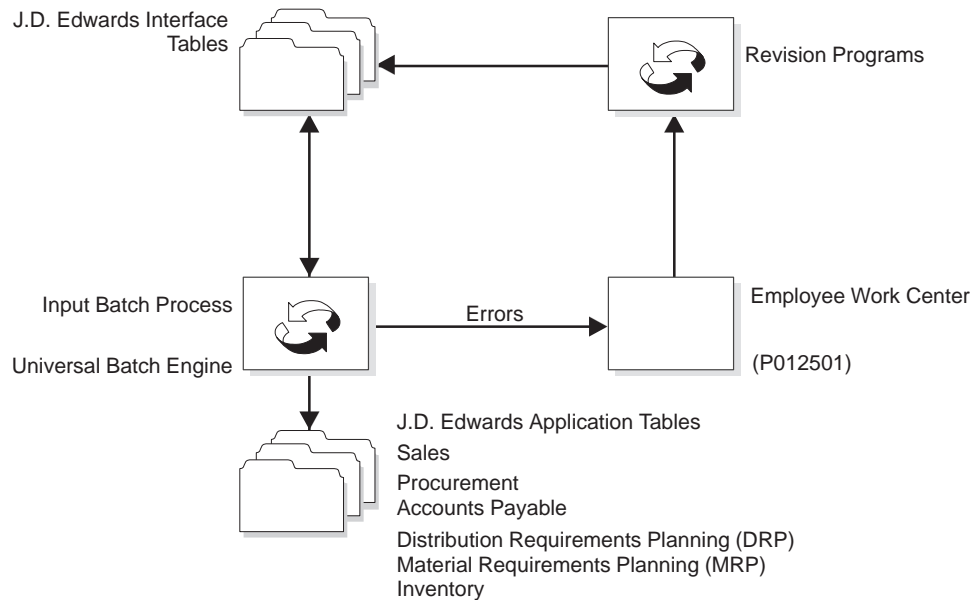 J.D. Edwards Interface
Tables
Revision Programs
Input Batch Process
Universal Batch Engine
Errors
Employee Work Center
(P012501)
J.D. Edwards Application Tables
Sales
Procurement
Accounts Payable
Distribution Requirements Planning (DRP)
Material Requirements Planning (MRP)
Inventory